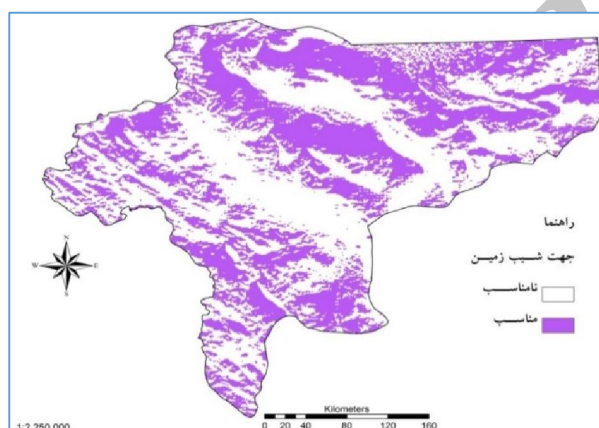 راهنما
جهت شیب زمین
نامناسب
مناسب
N
W E
S
Kilometers
0 20 40 80 120 160
1:2,250,000